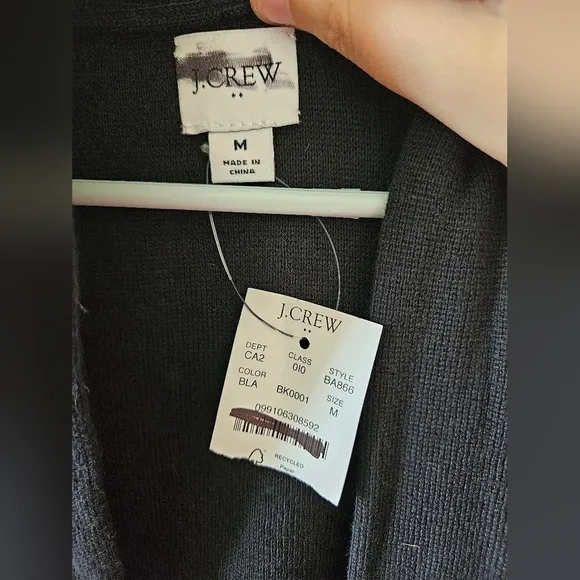 J.CREW
M
MADE IN
CHINA
J.CREW
DEPT CLASS STYLE
CA2 010 BA866
COLOR SIZE
BLA BK0001 M
099106308592
RECYCLED
Paper